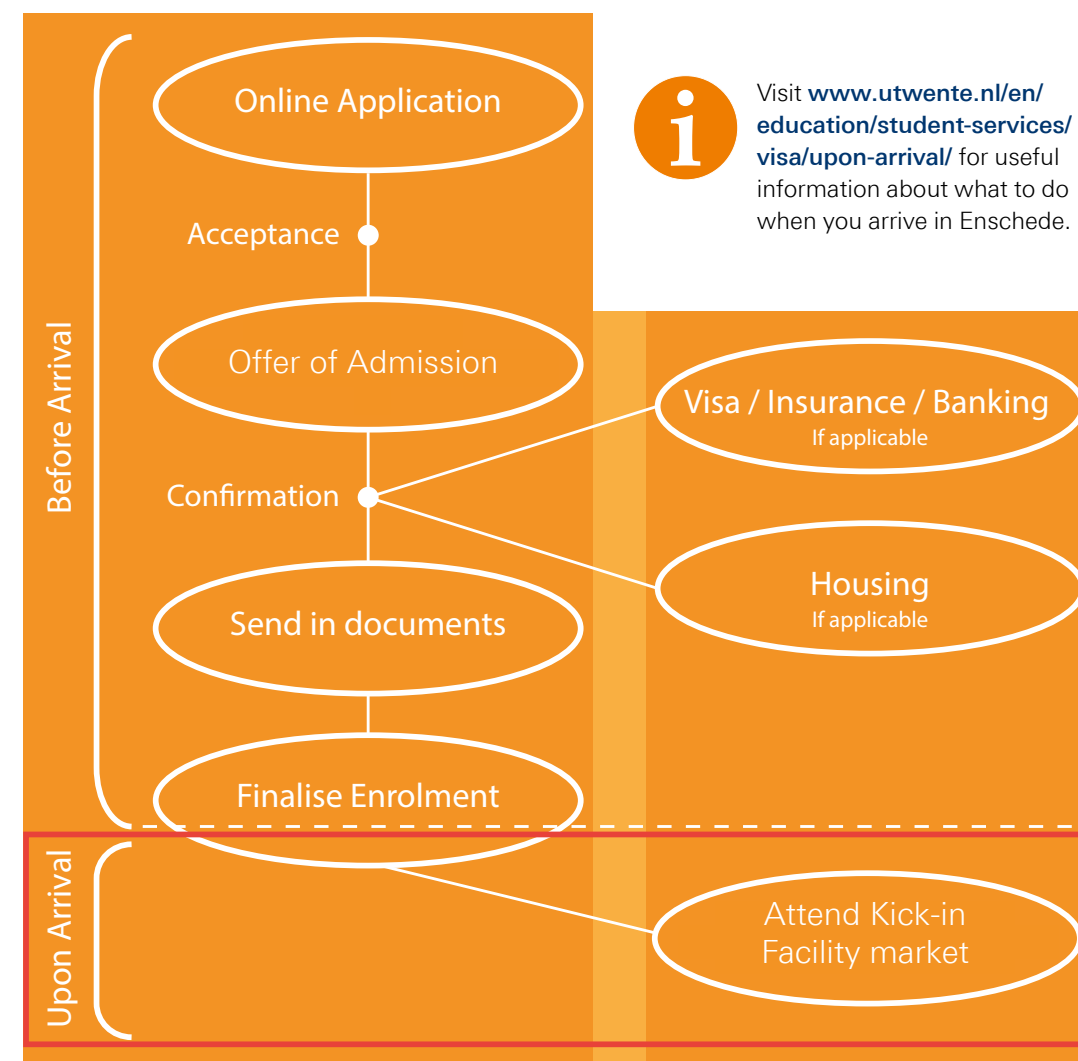 Online Application
Acceptance
Offer of Admission
Confirmation
Send in documents
Finalise Enrolment
Before Arrival
i
Visit www.utwente.nl/en/
education/student-services/
visa/upon-arrival/ for useful
information about what to do
when you arrive in Enschede.
Visa / Insurance / Banking
If applicable
Housing
If applicable
Upon Arrival
Attend Kick-in
Facility market